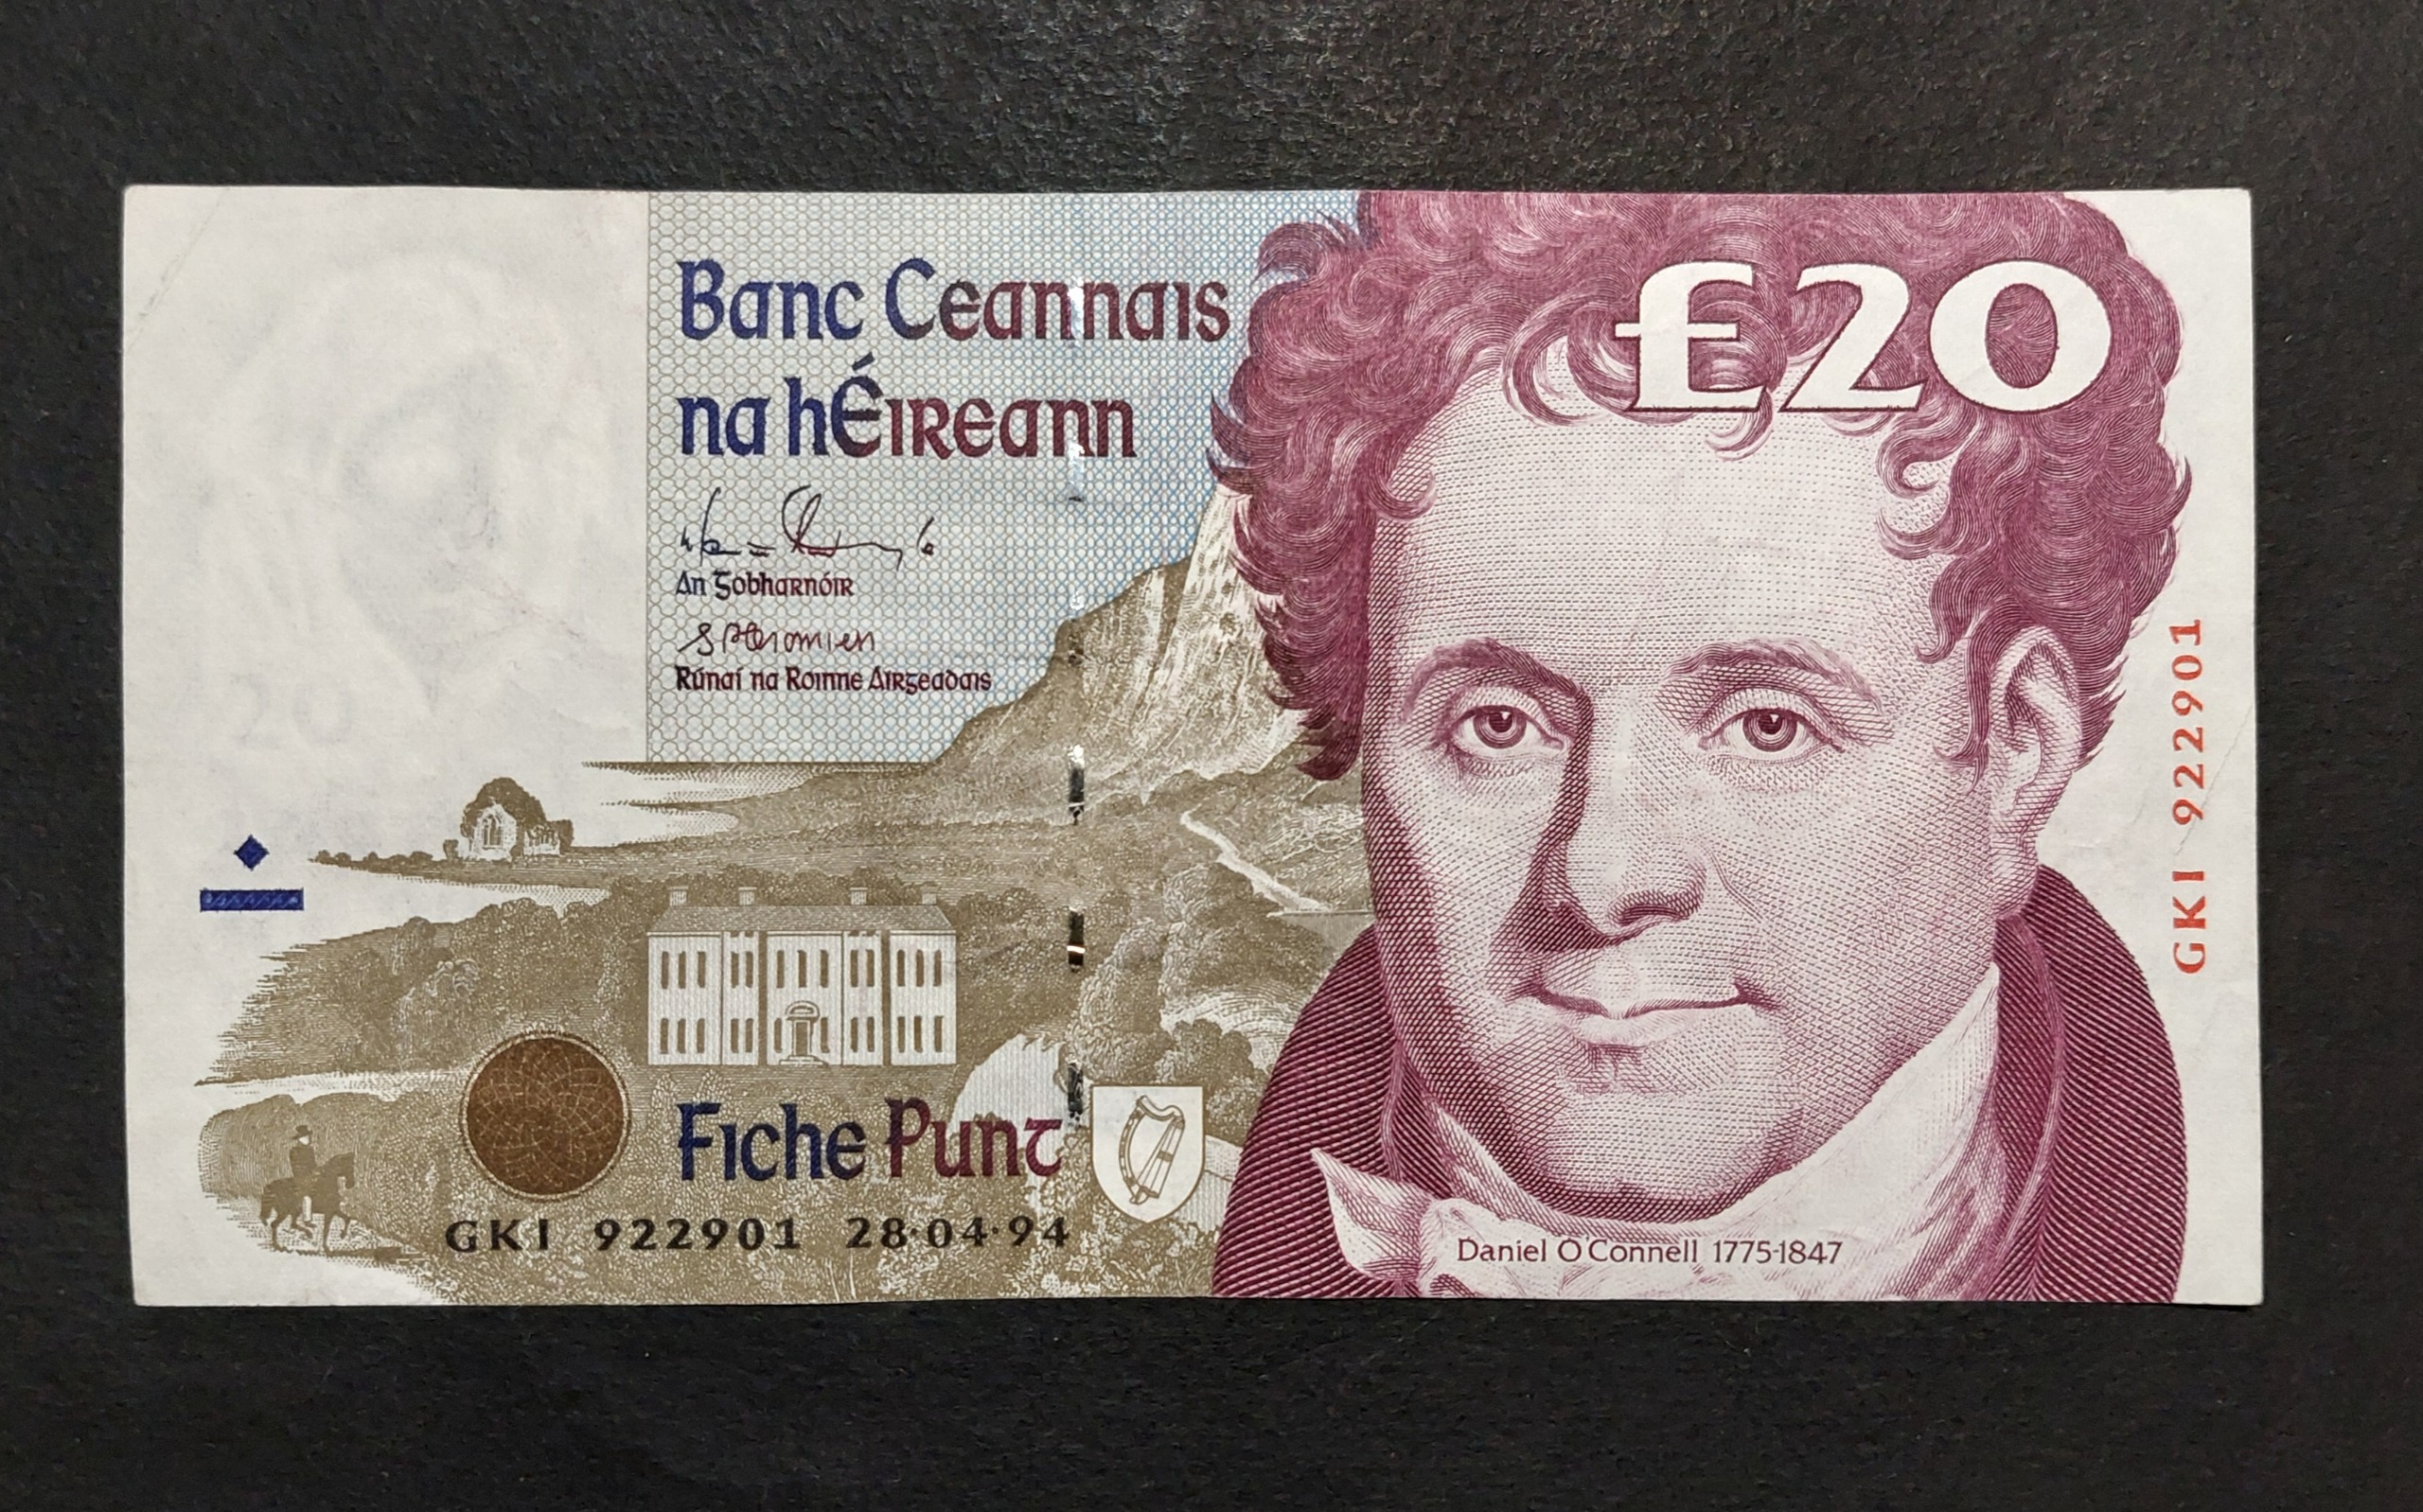 Banc Ceannais
na hÉireann
£20
An Gobharnóir
Rúnaí na Roinne Airgeadais
20
GKI 922901
Fiche Punt
GKI 922901 28·04·94
Daniel O'Connell 1775-1847